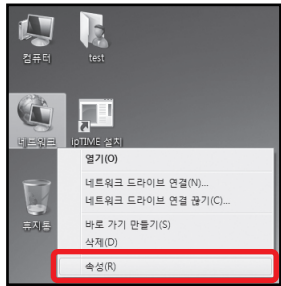 컴퓨터
test
네트워크
ipTIME 설치
열기(O)
네트워크 드라이브 연결(N)...
네트워크 드라이브 연결 끊기(C)...
휴지통
바로 가기 만들기(S)
삭제(D)
속성(R)